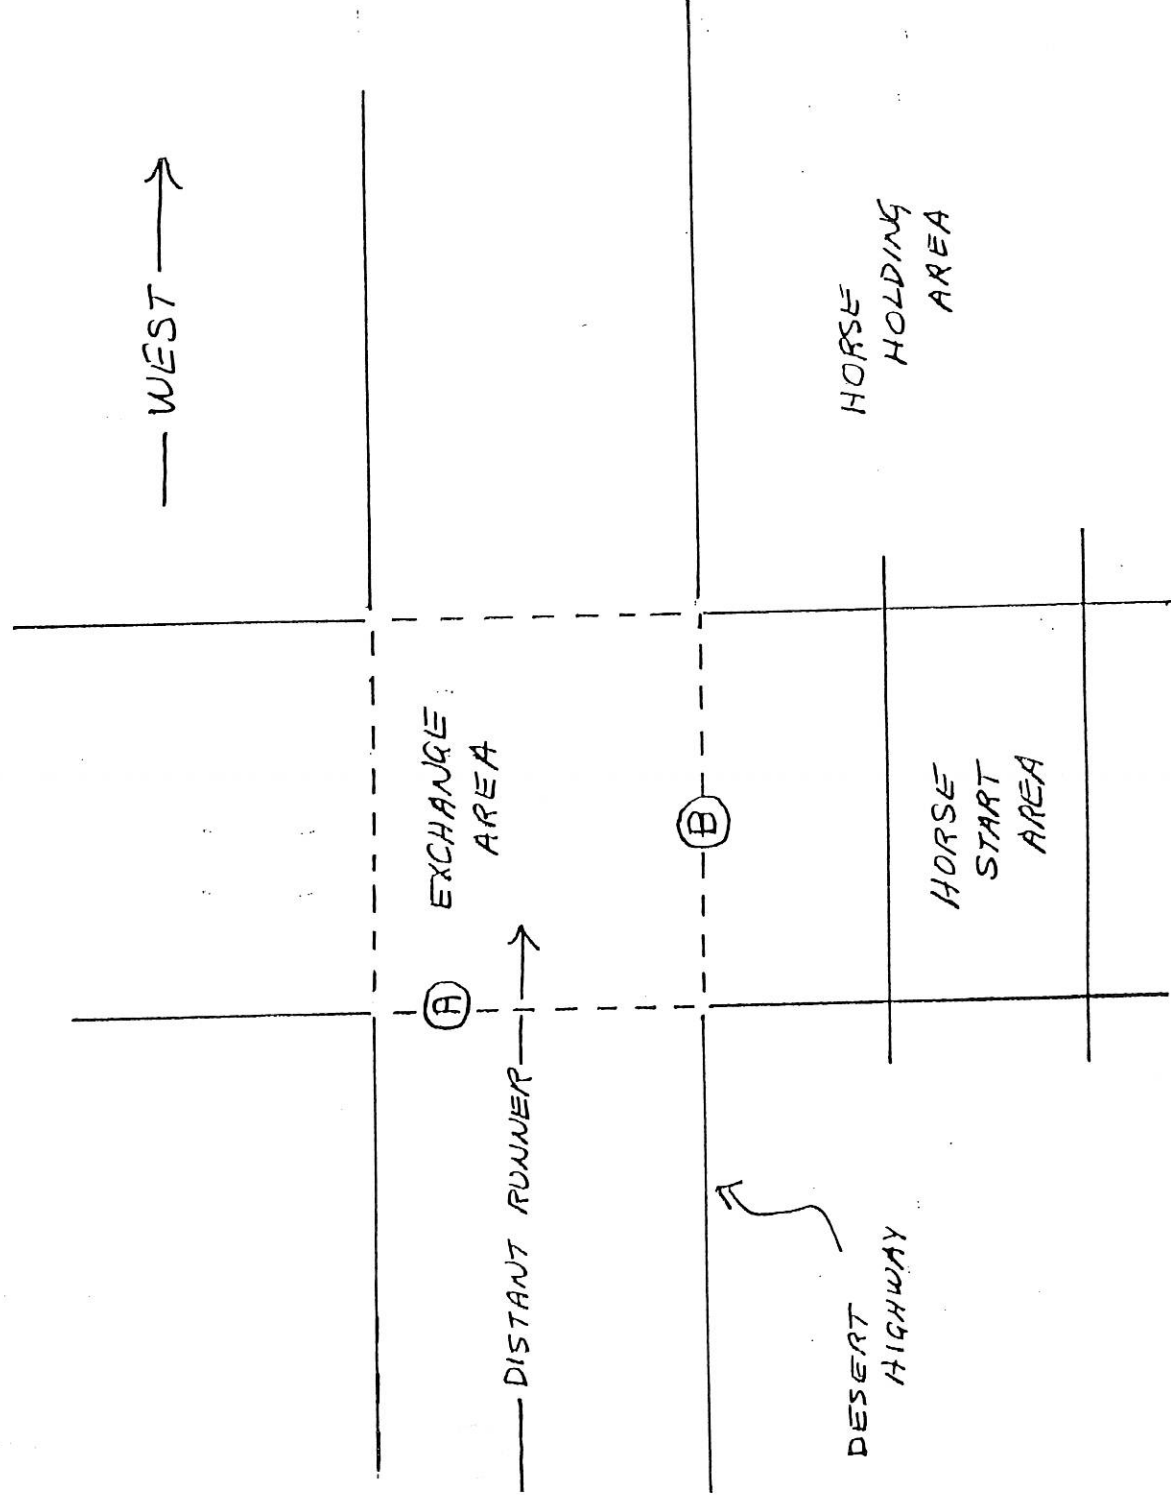 — WEST →
EXCHANGE
AREA
A
— DISTANT RUNNER →
B
HORSE
HOLDING
AREA
HORSE
START
AREA
DESERT
HIGHWAY